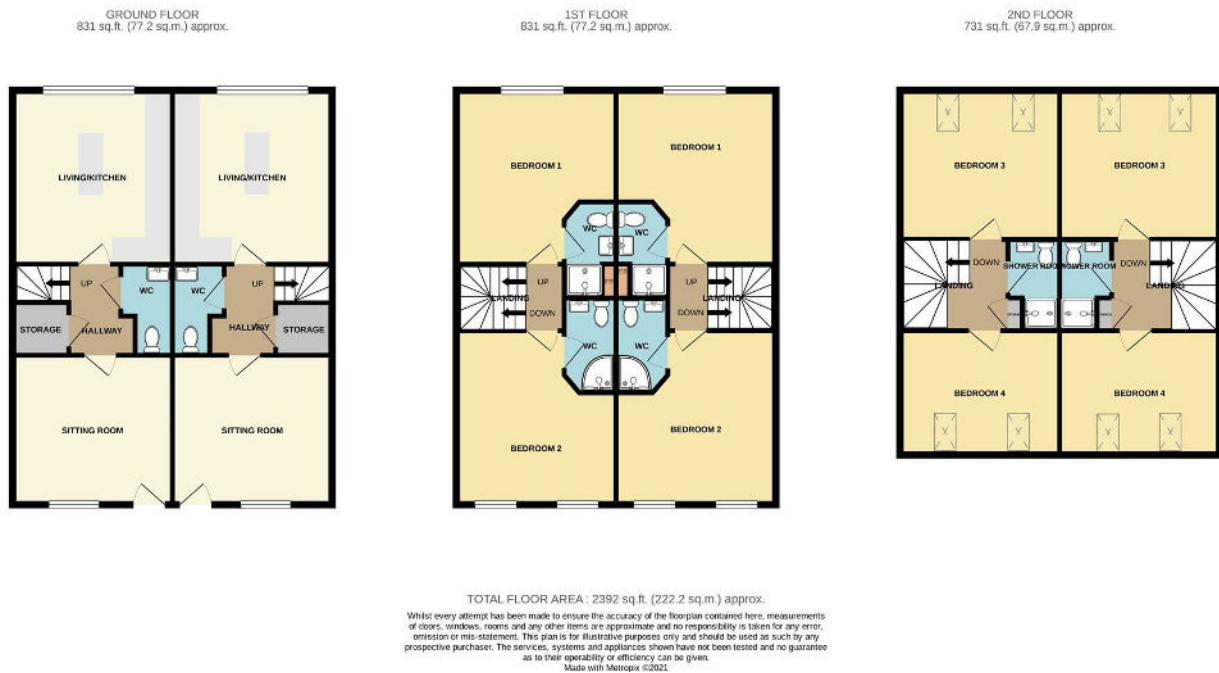 GROUND FLOOR
831 sq.ft. (77.2 sq.m.) approx.
1ST FLOOR
831 sq.ft. (77.2 sq.m.) approx.
2ND FLOOR
731 sq.ft. (67.9 sq.m.) approx.
LIVING/KITCHEN
LIVING/KITCHEN
UP
WC
WC
UP
STORAGE
HALLWAY
HALLWAY
STORAGE
SITTING ROOM
SITTING ROOM
BEDROOM 1
BEDROOM 1
WC
WC
UP
UP
LANDING
LANDING
DOWN
DOWN
WC
WC
BEDROOM 2
BEDROOM 2
BEDROOM 3
BEDROOM 3
DOWN
SHOWER ROOM
SHOWER ROOM
DOWN
LANDING
LANDING
BEDROOM 4
BEDROOM 4
TOTAL FLOOR AREA : 2392 sq.ft. (222.2 sq.m.) approx.
Whilst every attempt has been made to ensure the accuracy of the floorplan contained here, measurements
of doors, windows, rooms and any other items are approximate and no responsibility is taken for any error,
omission or mis-statement. This plan is for illustrative purposes only and should be used as such by any
prospective purchaser. The services, systems and appliances shown have not been tested and no guarantee
as to their operability or efficiency can be given.
Made with Metropix ©2021